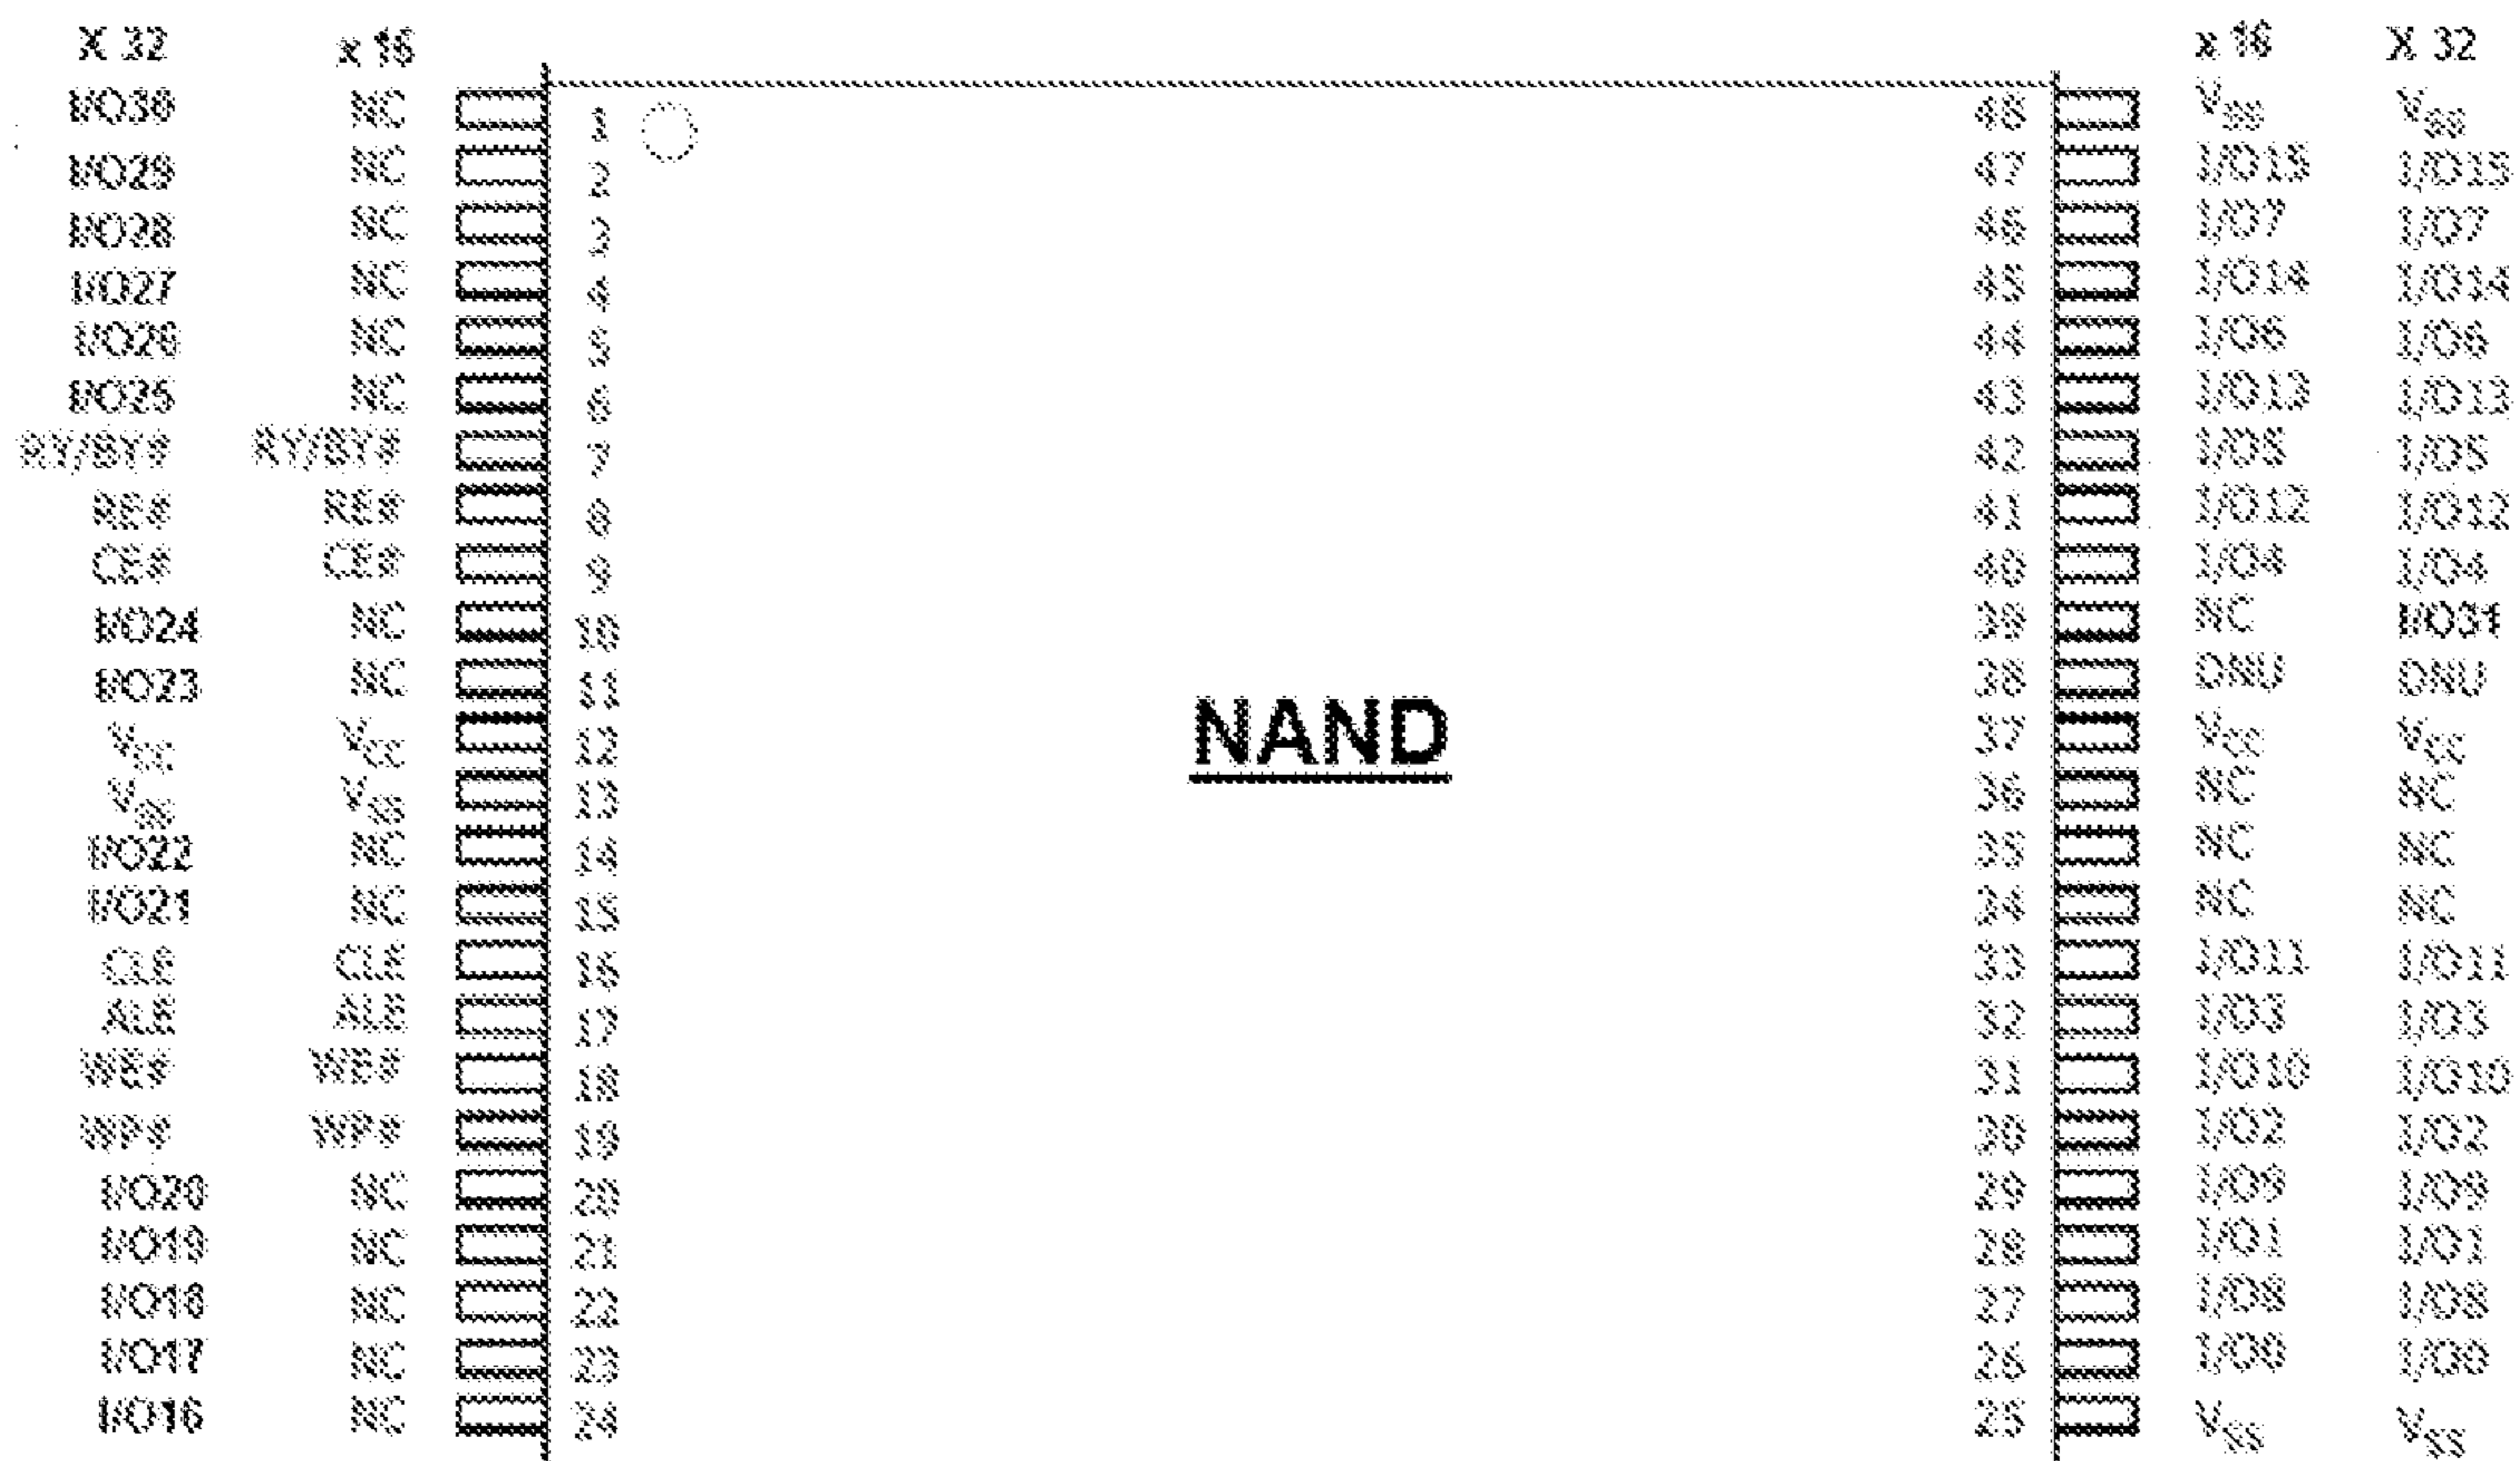 X 32 x 16 x 16 X 32
I/O30 NC 1 48 VSS VSS
I/O29 NC 2 47 I/O15 I/O15
I/O28 NC 3 46 I/O7 I/O7
I/O27 NC 4 45 I/O14 I/O14
I/O26 NC 5 44 I/O6 I/O6
I/O25 NC 6 43 I/O13 I/O13
RY/BY# RY/BY# 7 42 I/O5 I/O5
RE# RE# 8 41 I/O12 I/O12
CE# CE# 9 40 I/O4 I/O4
I/O24 NC 10 39 NC I/O31
I/O23 NC 11 38 DNU DNU
VCC VCC 12 NAND 37 VCC VCC
VSS VSS 13 36 NC NC
I/O22 NC 14 35 NC NC
I/O21 NC 15 34 NC NC
CLE CLE 16 33 I/O11 I/O11
ALE ALE 17 32 I/O3 I/O3
WE# WE# 18 31 I/O10 I/O10
WP# WP# 19 30 I/O2 I/O2
I/O20 NC 20 29 I/O9 I/O9
I/O19 NC 21 28 I/O1 I/O1
I/O18 NC 22 27 I/O8 I/O8
I/O17 NC 23 26 I/O0 I/O0
I/O16 NC 24 25 VSS VSS